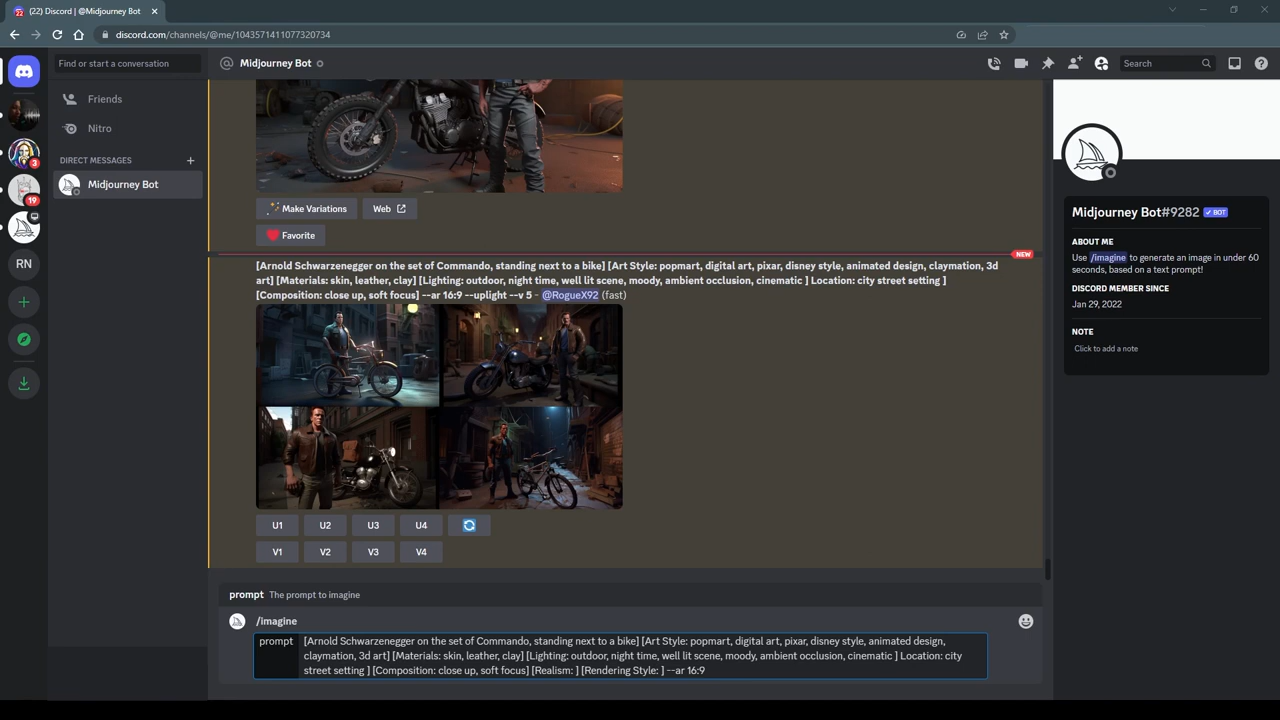 (22) Discord | @Midjourney Bot
discord.com/channels/@me/1043571411077320734
Find or start a conversation
Midjourney Bot
Search
Friends
Nitro
DIRECT MESSAGES
Midjourney Bot
3
19
RN
Make Variations
Web
Favorite
NEW
[Arnold Schwarzenegger on the set of Commando, standing next to a bike] [Art Style: popmart, digital art, pixar, disney style, animated design, claymation, 3d
art] [Materials: skin, leather, clay] [Lighting: outdoor, night time, well lit scene, moody, ambient occlusion, cinematic ] Location: city street setting ]
[Composition: close up, soft focus] --ar 16:9 --uplight --v 5 - @RogueX92 (fast)
U1 U2 U3 U4
V1 V2 V3 V4
prompt The prompt to imagine
/imagine
prompt [Arnold Schwarzenegger on the set of Commando, standing next to a bike] [Art Style: popmart, digital art, pixar, disney style, animated design,
claymation, 3d art] [Materials: skin, leather, clay] [Lighting: outdoor, night time, well lit scene, moody, ambient occlusion, cinematic ] Location: city
street setting ] [Composition: close up, soft focus] [Realism: ] [Rendering Style: ] --ar 16:9
Midjourney Bot#9282 ✔ BOT
ABOUT ME
Use /imagine to generate an image in under 60
seconds, based on a text prompt!
DISCORD MEMBER SINCE
Jan 29, 2022
NOTE
Click to add a note